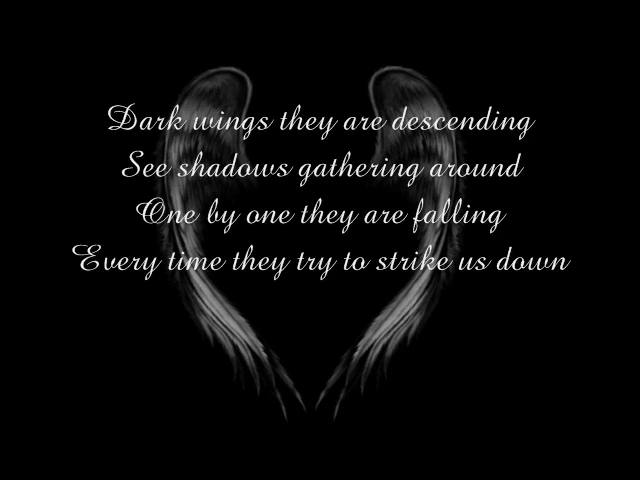 Dark wings they are descending
See shadows gathering around
One by one they are falling
Every time they try to strike us down